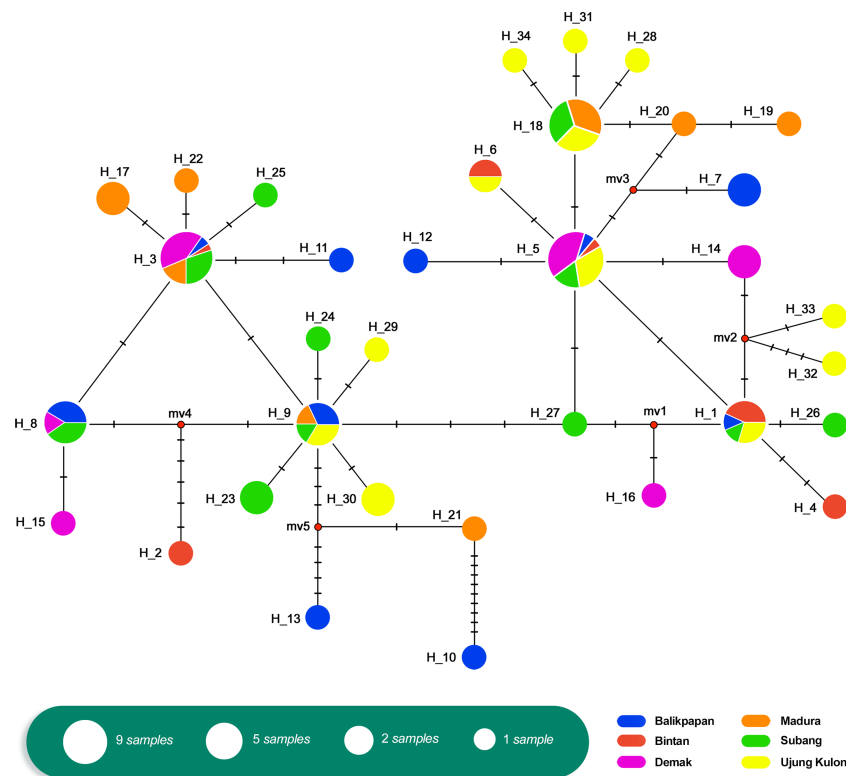 H_31
H_34
H_28
H_20
H_19
H_18
H_6
H_22
H_17
H_25
mv3
H_7
H_12
H_5
H_14
H_3
H_11
H_33
H_24
H_29
mv2
H_32
mv4
H_8
H_9
H_27
mv1
H_1
H_26
H_23
H_30
H_16
H_4
H_15
mv5
H_21
H_2
H_13
H_10
9 samples
5 samples
2 samples
1 sample
Balikpapan
Madura
Bintan
Subang
Demak
Ujung Kulon